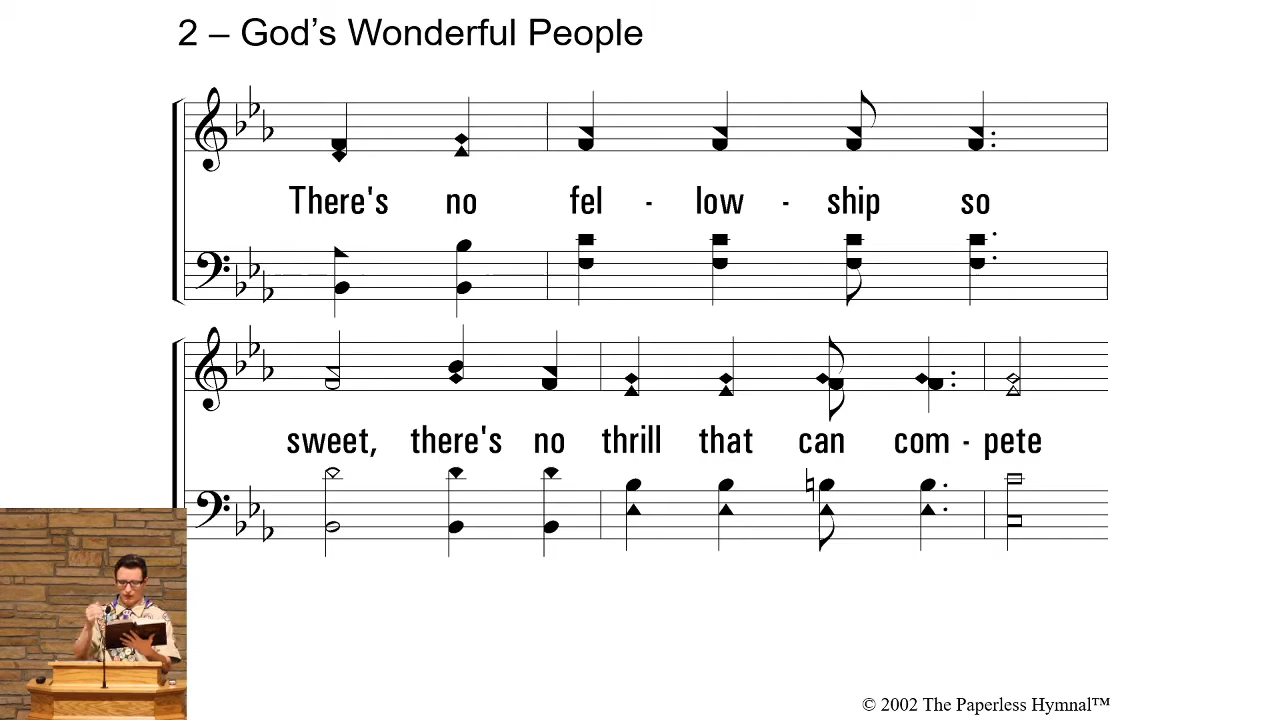 2 – God’s Wonderful People
There's no fel - low - ship so
sweet, there's no thrill that can com - pete
© 2002 The Paperless Hymnal™